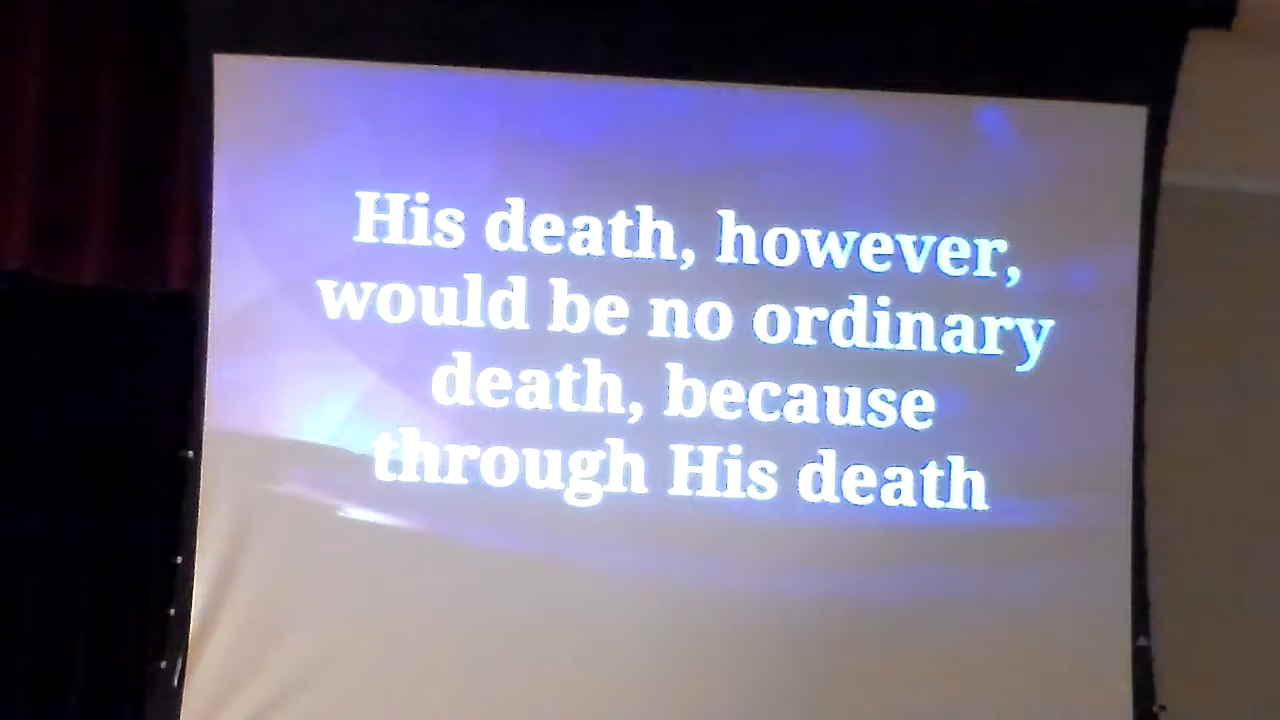 His death, however,
would be no ordinary
death, because
through His death